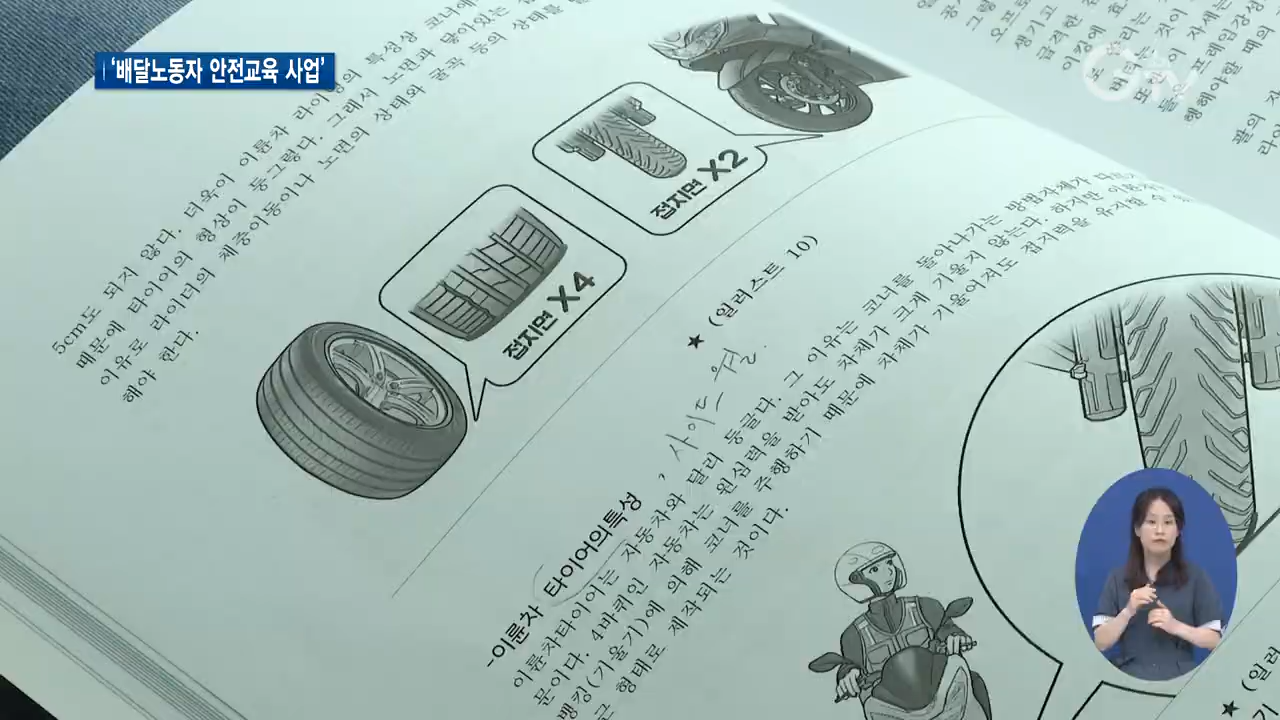 '배달노동자 안전교육 사업'
GTV
5cm도 되지 않다. 더욱이 이륜차 라이딩의 특성상 코너에
때문에 타이어의 형상이 둥그렇다. 그래서 노면과 맞닿아있는
이유로 라이더의 체중이동이나 노면의 상태와 굴곡 등의 상태를
해야 한다.
접지면 X2
접지면 X4
★ (일러스트 10)
-이륜차 타이어의특성
, 사이드 월.
이륜차타이어는 자동차와 달리 둥글다. 그 이유는 코너를 돌아나가는 방법자체가 다르기
문이다. 4바퀴인 자동차는 원심력을 받아도 차체가 크게 기울지 않는다. 하지만 이륜차는
뱅킹(기울기)에 의해 코너를 주행하기 때문에 차체가 기울어져도 접지력을 유지할 수
근 형태로 제작되는 것이다.